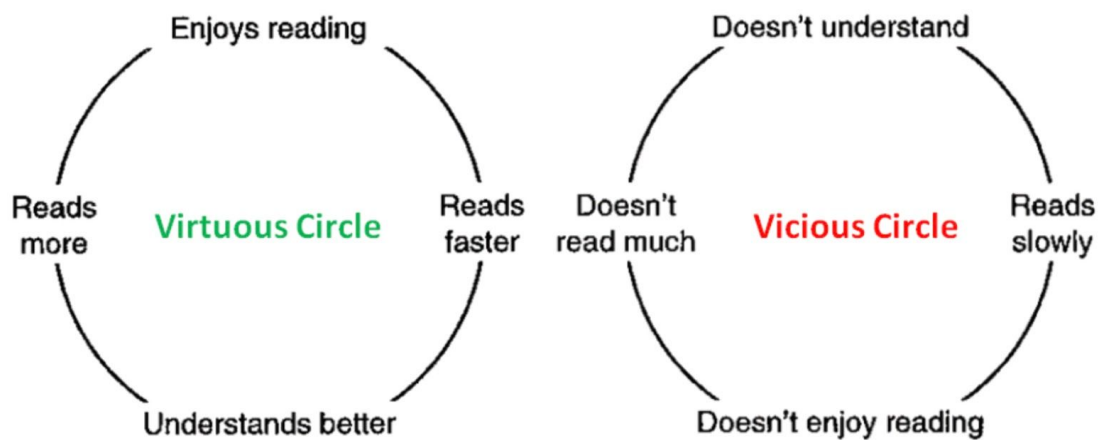 Enjoys reading
Reads
more
Virtuous Circle
Reads
faster
Understands better
Doesn't understand
Doesn't
read much
Vicious Circle
Reads
slowly
Doesn't enjoy reading